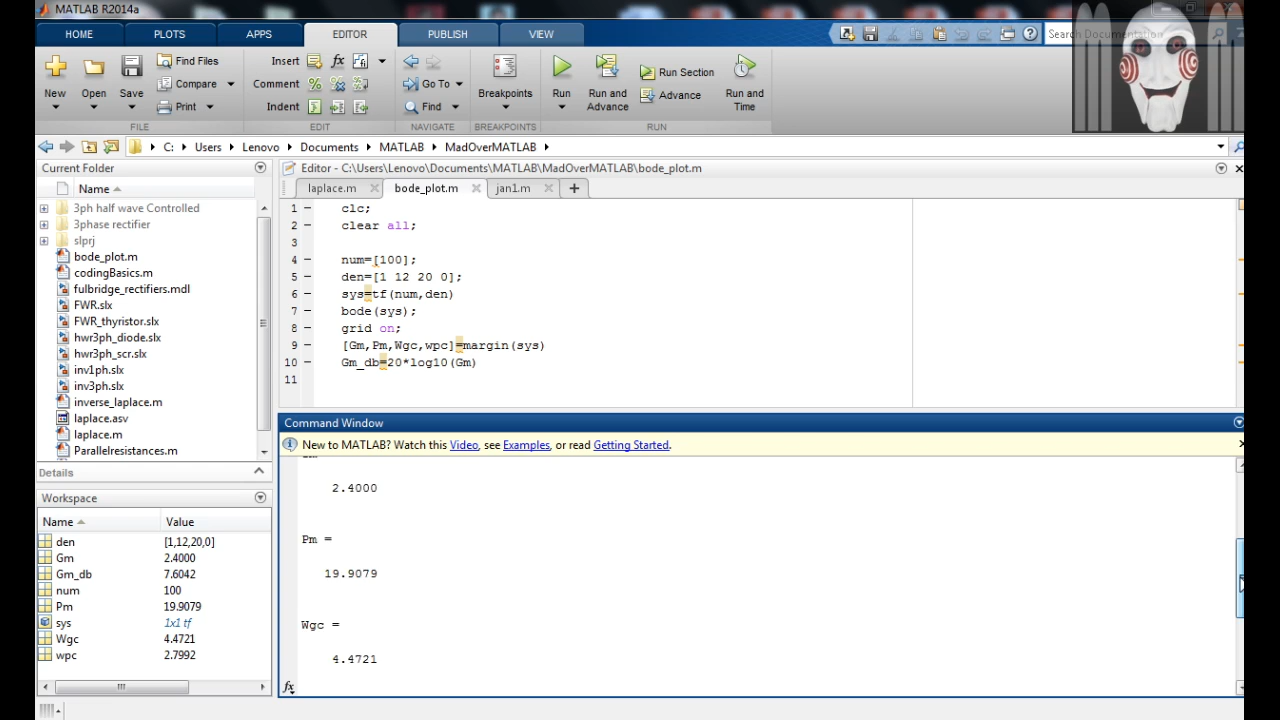 MATLAB R2014a
HOME PLOTS APPS EDITOR PUBLISH VIEW
Search Documentation
New Open Save Find Files Compare Print
Insert Comment Indent
Go To Find
Breakpoints
Run Run and Advance Run Section Advance Run and Time
FILE EDIT NAVIGATE BREAKPOINTS RUN
C: Users Lenovo Documents MATLAB MadOverMATLAB
Current Folder
Name
3ph half wave Controlled
3phase rectifier
slprj
bode_plot.m
codingBasics.m
fulbridge_rectifiers.mdl
FWR.slx
FWR_thyristor.slx
hwr3ph_diode.slx
hwr3ph_scr.slx
inv1ph.slx
inv3ph.slx
inverse_laplace.m
laplace.asv
laplace.m
Parallelresistances.m
Details
Workspace
Name Value
den [1,12,20,0]
Gm 2.4000
Gm_db 7.6042
num 100
Pm 19.9079
sys 1x1 tf
Wgc 4.4721
wpc 2.7992
Editor - C:\Users\Lenovo\Documents\MATLAB\MadOverMATLAB\bode_plot.m
laplace.m bode_plot.m jan1.m
1 clc;
2 clear all;
3
4 num=[100];
5 den=[1 12 20 0];
6 sys=tf(num,den)
7 bode(sys);
8 grid on;
9 [Gm,Pm,Wgc,wpc]=margin(sys)
10 Gm_db=20*log10(Gm)
11
Command Window
New to MATLAB? Watch this Video, see Examples, or read Getting Started.
2.4000
Pm =
19.9079
Wgc =
4.4721
fx